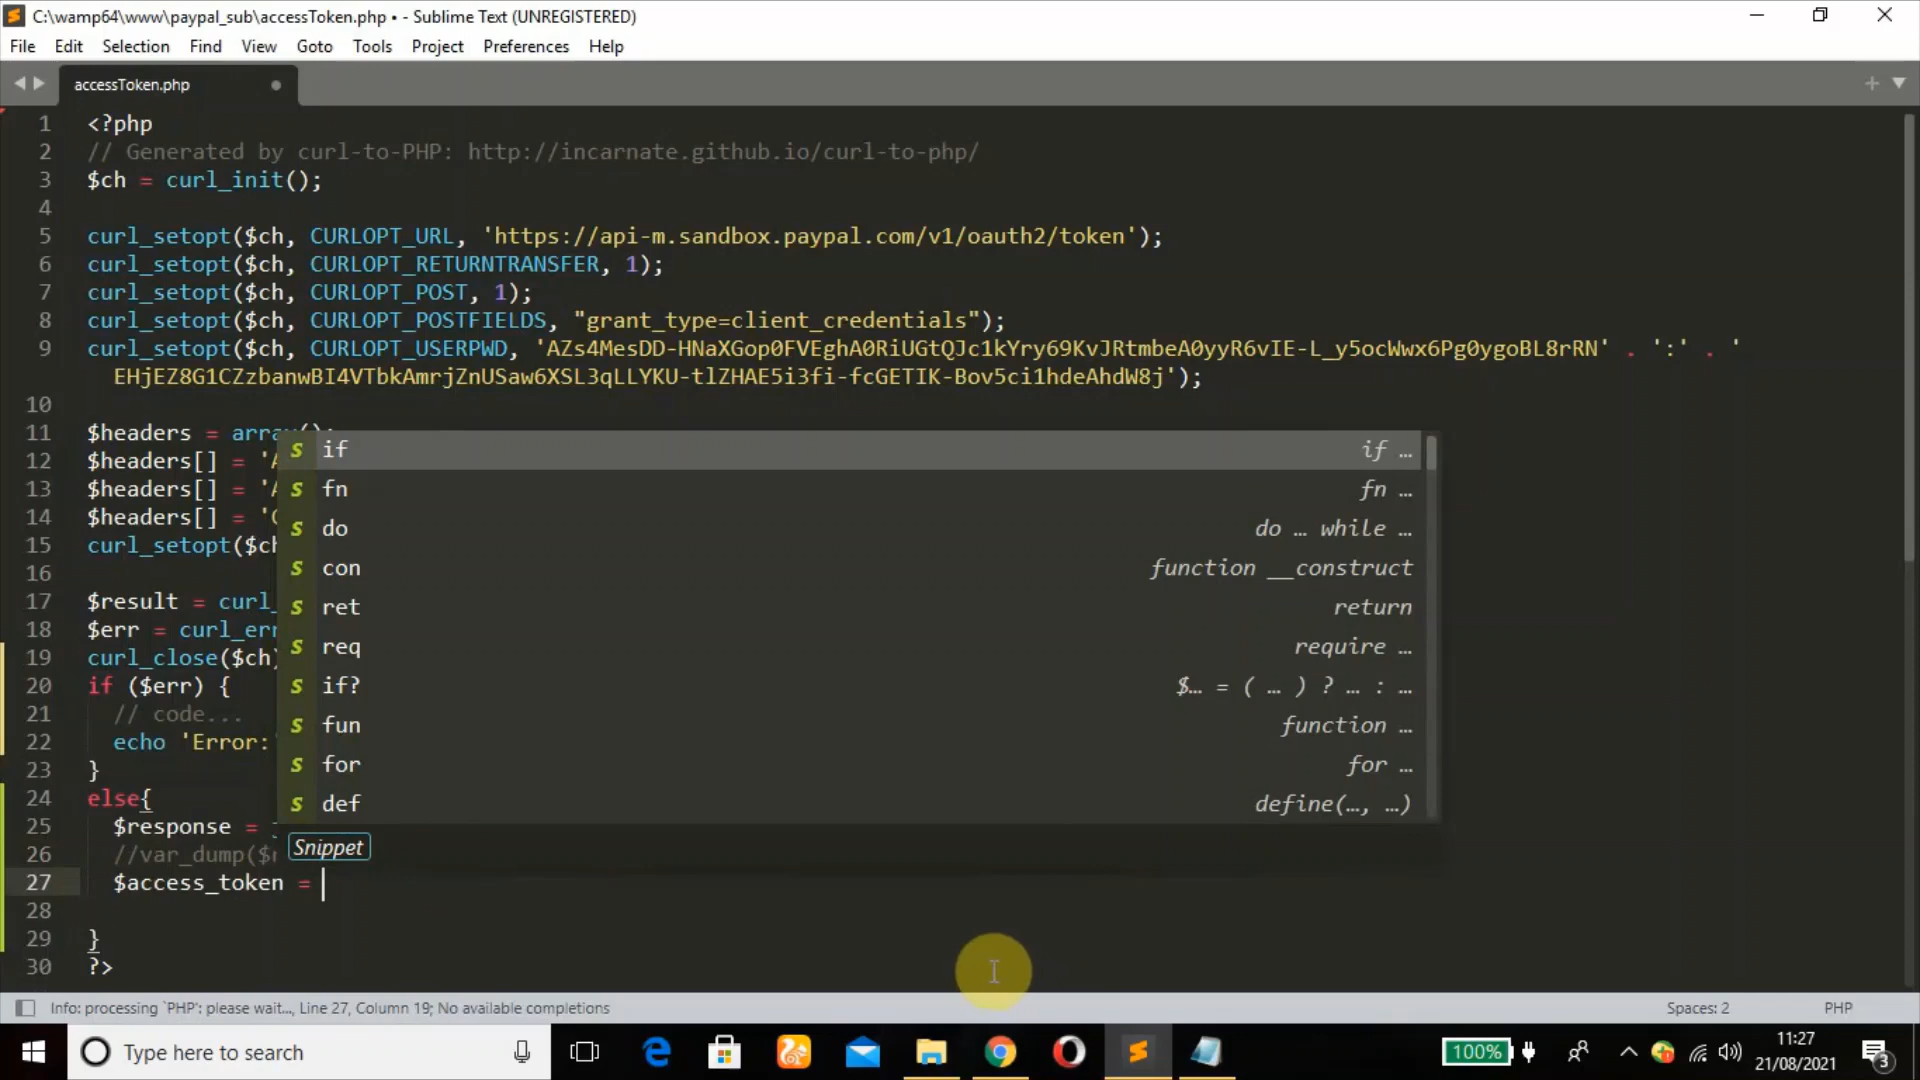 C:\wamp64\www\paypal_sub\accessToken.php • - Sublime Text (UNREGISTERED)
File Edit Selection Find View Goto Tools Project Preferences Help
accessToken.php
1 <?php
2 // Generated by curl-to-PHP: http://incarnate.github.io/curl-to-php/
3 $ch = curl_init();
4
5 curl_setopt($ch, CURLOPT_URL, 'https://api-m.sandbox.paypal.com/v1/oauth2/token');
6 curl_setopt($ch, CURLOPT_RETURNTRANSFER, 1);
7 curl_setopt($ch, CURLOPT_POST, 1);
8 curl_setopt($ch, CURLOPT_POSTFIELDS, "grant_type=client_credentials");
9 curl_setopt($ch, CURLOPT_USERPWD, 'AZs4MesDD-HNaXGop0FVEghA0RiUGtQJc1kYry69KvJRtmbeA0yyR6vIE-L_y5ocWwx6Pg0ygoBL8rRN' . ':' . '
EHjEZ8G1CZzbanwBI4VTbkAmrjZnUSaw6XSL3qLLYKU-tlZHAE5i3fi-fcGETIK-Bov5ci1hdeAhdW8j');
10
11 $headers = array();
12 $headers[] = 'A
13 $headers[] = 'A
14 $headers[] = 'C
15 curl_setopt($ch
16
17 $result = curl_
18 $err = curl_err
19 curl_close($ch)
20 if ($err) {
21 // code...
22 echo 'Error:'
23 }
24 else{
25 $response =
26 //var_dump($r
27 $access_token =
28
29 }
30 ?>
S if if …
S fn fn …
S do do … while …
S con function __construct
S ret return
S req require …
S if? $… = ( … ) ? … : …
S fun function …
S for for …
S def define(…, …)
Snippet
Info: processing `PHP': please wait…, Line 27, Column 19; No available completions
Spaces: 2
PHP
Type here to search
100%
11:27
21/08/2021
3